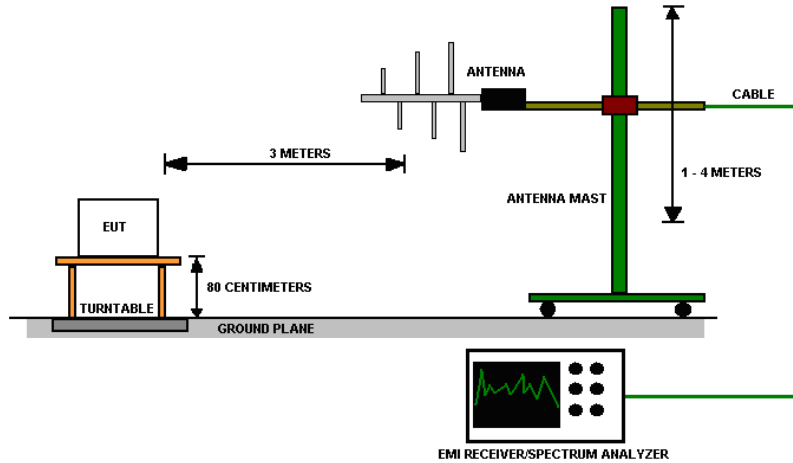 ANTENNA
CABLE
3 METERS
1 - 4 METERS
ANTENNA MAST
EUT
80 CENTIMETERS
TURNTABLE
GROUND PLANE
EMI RECEIVER/SPECTRUM ANALYZER